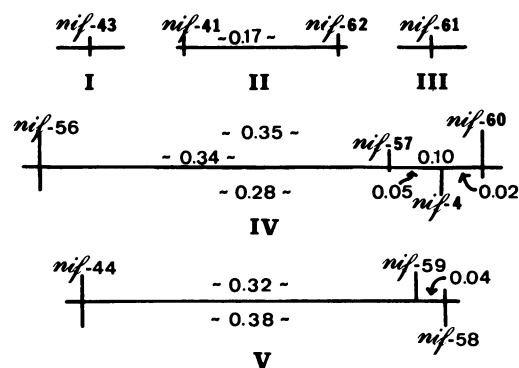 nif-43 nif-41 ~0.17~ nif-62 nif-61
I II III
nif-56 ~ 0.35 ~ nif-57 nif-60
~ 0.34 ~ 0.10
~ 0.28 ~ 0.05 nif-4 0.02
IV
nif-44 ~ 0.32 ~ nif-59 0.04
~ 0.38 ~ nif-58
V